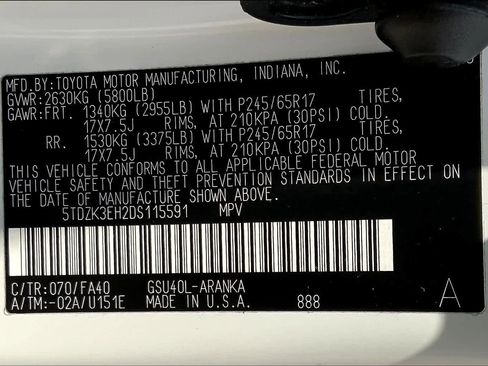 MFD.BY: TOYOTA MOTOR MANUFACTURING, INDIANA, INC.
GVWR: 2630KG (5800LB)
GAWR: FRT. 1340KG (2955LB) WITH P245/65R17 TIRES,
17X7.5J RIMS, AT 210KPA (30PSI) COLD.
RR. 1530KG (3375LB) WITH P245/65R17 TIRES,
17X7.5J RIMS, AT 210KPA (30PSI) COLD.
THIS VEHICLE CONFORMS TO ALL APPLICABLE FEDERAL MOTOR
VEHICLE SAFETY AND THEFT PREVENTION STANDARDS IN EFFECT ON
THE DATE OF MANUFACTURE SHOWN ABOVE.
5TDZK3EH2DS115591 MPV
C/TR: 070/FA40 GSU40L-ARANKA
A/TM: -02A/U151E MADE IN U.S.A. 888 A